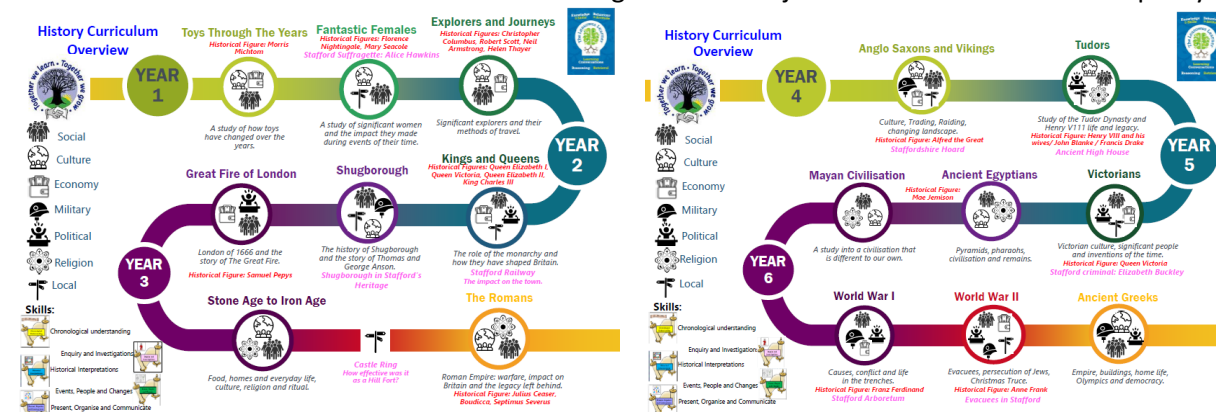 History Curriculum
Overview
Together we learn • Together
we grow
YEAR
1
Toys Through The Years
Historical Figure: Morris
Michtom
A study of how toys
have changed over the
years.
Fantastic Females
Historical Figures: Florence
Nightingale, Mary Seacole
Stafford Suffragette: Alice Hawkins
A study of significant women
and the impact they made
during events of their time.
Explorers and Journeys
Historical Figures: Christopher
Columbus, Robert Scott, Neil
Armstrong, Helen Thayer
Significant explorers and their
methods of travel.
Social
Culture
Economy
Military
Political
Religion
Local
YEAR
2
Kings and Queens
Historical Figures: Queen Elizabeth I,
Queen Victoria, Queen Elizabeth II,
King Charles III
The role of the monarchy and
how they have shaped Britain.
Stafford Railway
The impact on the town.
Shugborough
The history of Shugborough
and the story of Thomas and
George Anson.
Shugborough in Stafford's
Heritage
Great Fire of London
London of 1666 and the
story of The Great Fire.
Historical Figure: Samuel Pepys
YEAR
3
Stone Age to Iron Age
Food, homes and everyday life,
culture, religion and ritual.
Castle Ring
How effective was it
as a Hill Fort?
The Romans
Roman Empire: warfare, impact on
Britain and the legacy left behind.
Historical Figure: Julius Ceaser,
Boudicca, Septimus Severus
Skills:
Chronological understanding
Enquiry and Investigations
Historical Interpretations
Events, People and Changes
Present, Organise and Communicate
History Curriculum
Overview
Together we learn • Together
we grow
YEAR
4
Anglo Saxons and Vikings
Culture, Trading, Raiding,
changing landscape.
Historical Figure: Alfred the Great
Staffordshire Hoard
Tudors
Study of the Tudor Dynasty and
Henry V111 life and legacy.
Historical Figure: Henry VIII and his
wives/ John Blanke / Francis Drake
Ancient High House
Social
Culture
Economy
Military
Political
Religion
Local
YEAR
5
Victorians
Victorian culture, significant people
and inventions of the time.
Historical Figure: Queen Victoria
Stafford criminal: Elizabeth Buckley
Ancient Egyptians
Historical Figure:
Mae Jemison
Pyramids, pharaohs,
civilisation and remains.
Mayan Civilisation
A study into a civilisation that
is different to our own.
YEAR
6
World War I
Causes, conflict and life
in the trenches.
Historical Figure: Franz Ferdinand
Stafford Arboretum
World War II
Evacuees, persecution of Jews,
Christmas Truce.
Historical Figure: Anne Frank
Evacures in Stafford
Ancient Greeks
Empire, buildings, home life,
Olympics and democracy.
Skills:
Chronological understanding
Enquiry and Investigations
Historical Interpretations
Events, People and Changes
Present, Organise and Communicate